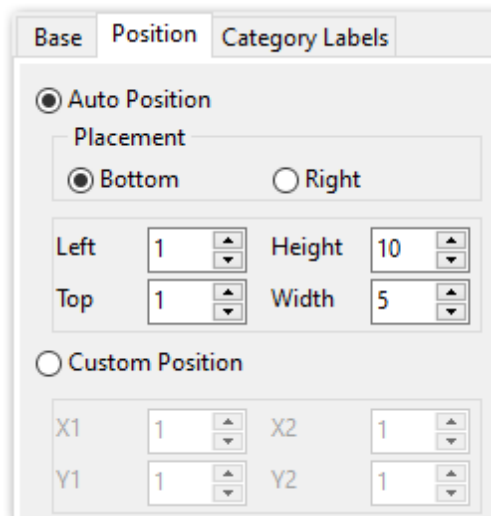 Base Position Category Labels
Auto Position
Placement
Bottom Right
Left 1 Height 10
Top 1 Width 5
Custom Position
X1 1 X2 1
Y1 1 Y2 1